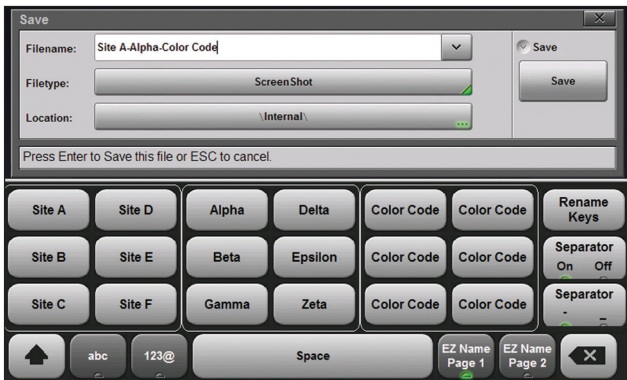 Save
Filename: Site A-Alpha-Color Code
Save
Filetype: ScreenShot
Save
Location: \Internal\
...
Press Enter to Save this file or ESC to cancel.
Site A Site D Alpha Delta Color Code Color Code Rename Keys
Site B Site E Beta Epsilon Color Code Color Code Separator On Off
Site C Site F Gamma Zeta Color Code Color Code Separator - _
abc 123@ Space EZ Name Page 1 EZ Name Page 2